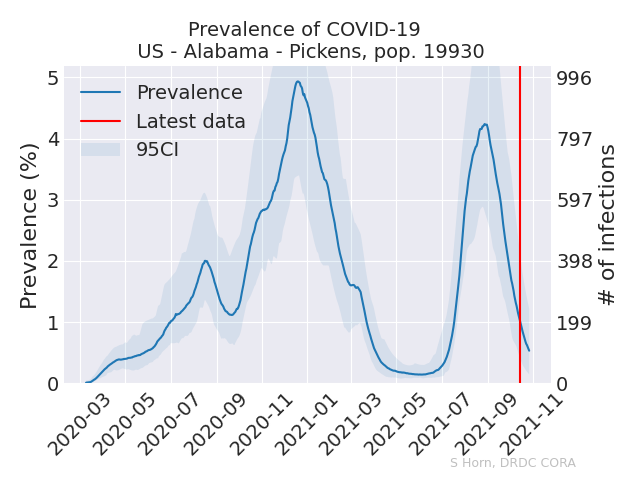 Prevalence of COVID-19
US - Alabama - Pickens, pop. 19930
Prevalence
Latest data
95CI
Prevalence (%)
5
4
3
2
1
0
996
797
597
398
199
0
# of infections
2020-03
2020-05
2020-07
2020-09
2020-11
2021-01
2021-03
2021-05
2021-07
2021-09
2021-11
S Horn, DRDC CORA